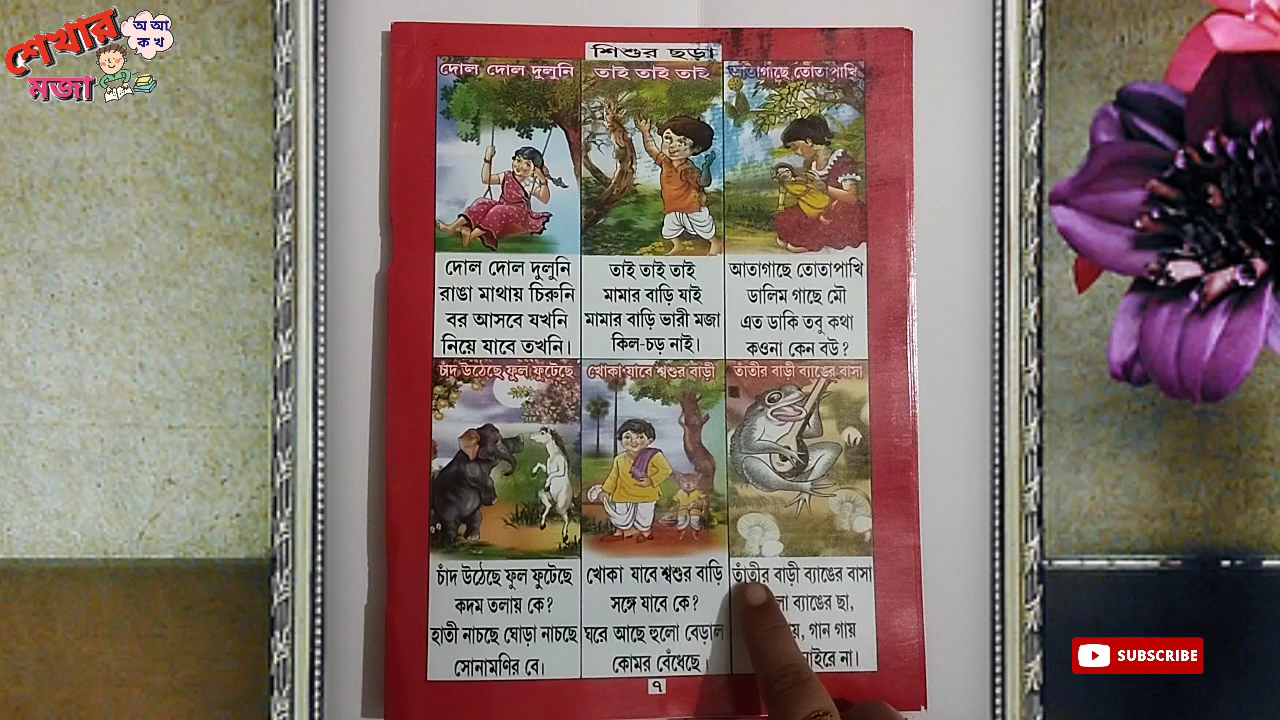 শেখার
মজা
অ আ
ক খ
শিশুর ছড়া
দোল দোল দুলুনি
তাই তাই তাই
আতাগাছে তোতাপাখি
দোল দোল দুলুনি
রাঙা মাথায় চিরুনি
বর আসবে যখনি
নিয়ে যাবে তখনি।
তাই তাই তাই
মামার বাড়ি যাই
মামার বাড়ি ভারী মজা
কিল-চড় নাই।
আতাগাছে তোতাপাখি
ডালিম গাছে মৌ
এত ডাকি তবু কথা
কওনা কেন বউ?
চাঁদ উঠেছে ফুল ফুটেছে
খোকা যাবে শ্বশুর বাড়ী
তাঁতীর বাড়ী ব্যাঙের বাসা
চাঁদ উঠেছে ফুল ফুটেছে
কদম তলায় কে?
হাতী নাচছে ঘোড়া নাচছে
সোনামণির বে।
খোকা যাবে শ্বশুর বাড়ি
সঙ্গে যাবে কে?
ঘরে আছে হুলো বেড়াল
কোমর বেঁধেছে।
তাঁতীর বাড়ী ব্যাঙের বাসা
ব্যাঙের ছা,
গান গায়
না।
৭
SUBSCRIBE